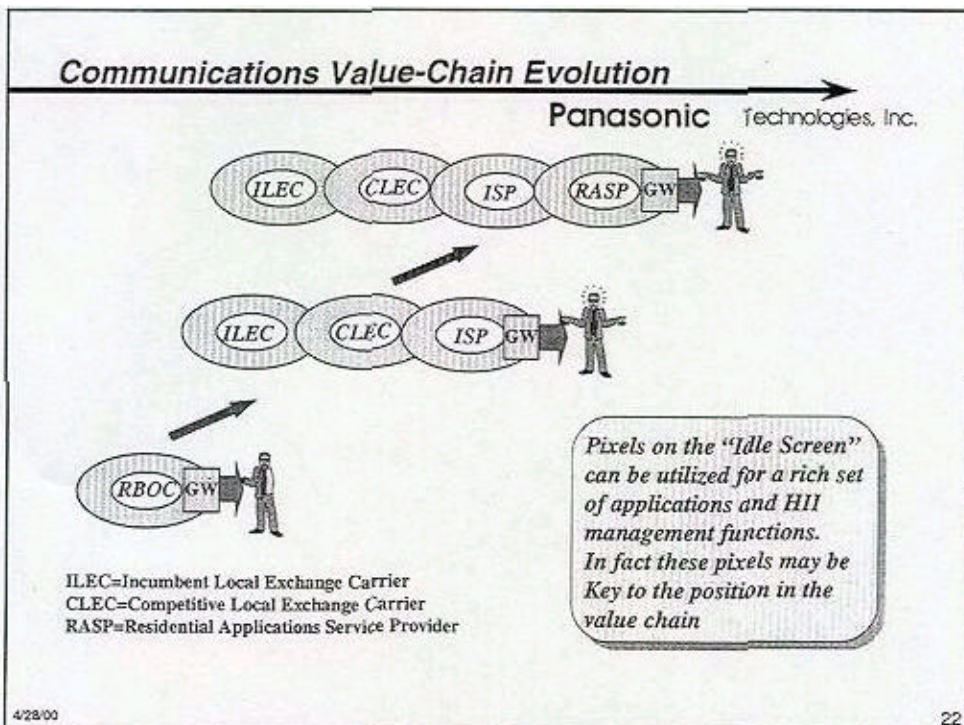 Communications Value-Chain Evolution
Panasonic Technologies, Inc.
ILEC CLEC ISP RASP GW
ILEC CLEC ISP GW
RBOC GW
Pixels on the “Idle Screen”
can be utilized for a rich set
of applications and HII
management functions.
In fact these pixels may be
Key to the position in the
value chain
ILEC=Incumbent Local Exchange Carrier
CLEC=Competitive Local Exchange Carrier
RASP=Residential Applications Service Provider
4/28/00
22